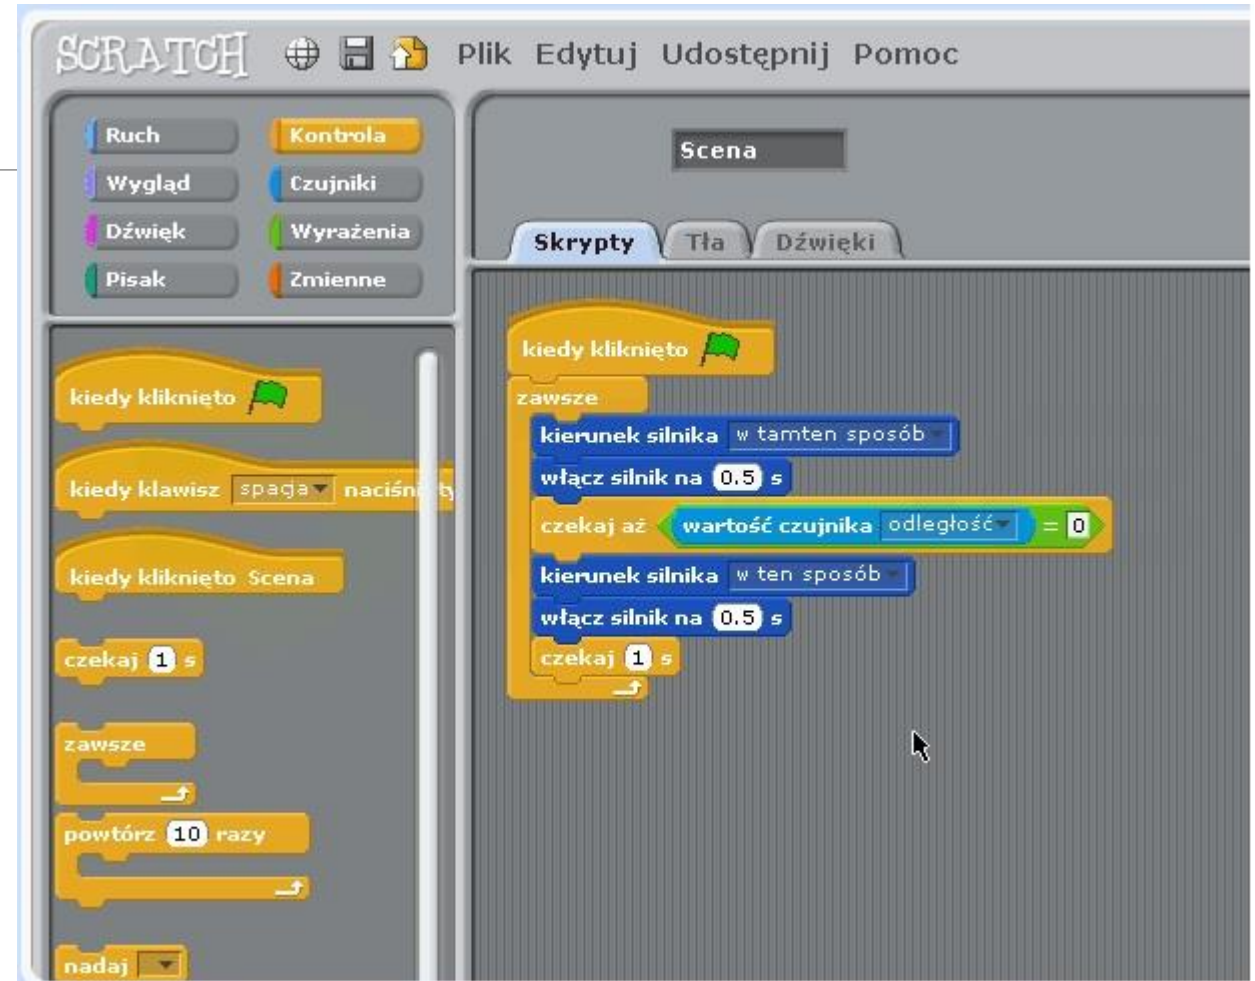 SCRATCH Plik Edytuj Udostępnij Pomoc
Ruch Kontrola
Wygląd Czujniki
Dźwięk Wyrażenia
Pisak Zmienne
kiedy kliknięto
kiedy klawisz spacja naciśnięty
kiedy kliknięto Scena
czekaj 1 s
zawsze
powtórz 10 razy
nadaj
Scena
Skrypty Tła Dźwięki
kiedy kliknięto
zawsze
kierunek silnika w tamten sposób
włącz silnik na 0.5 s
czekaj aż wartość czujnika odległość = 0
kierunek silnika w ten sposób
włącz silnik na 0.5 s
czekaj 1 s